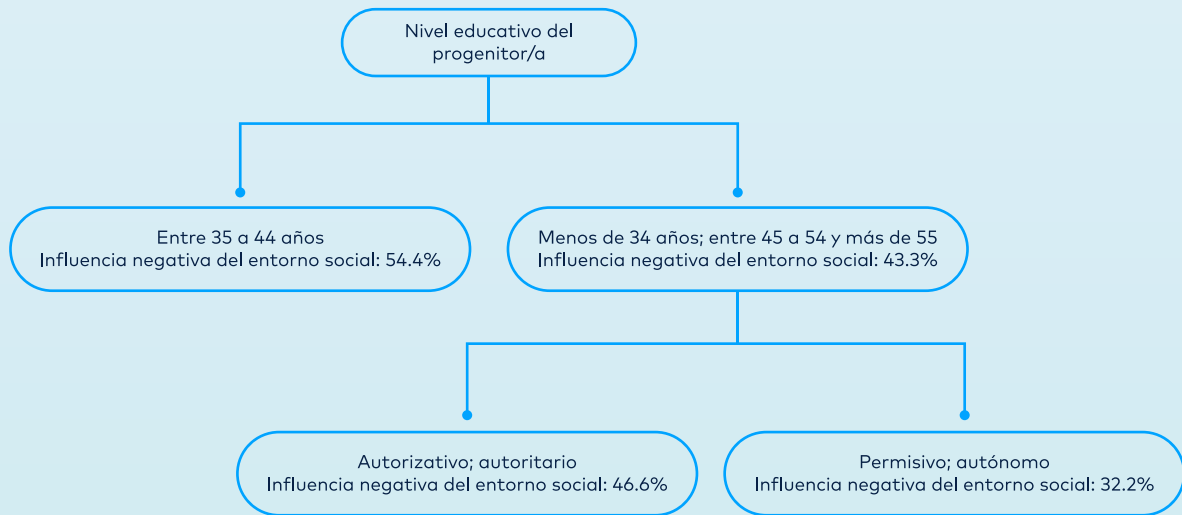 Nivel educativo del
progenitor/a
Entre 35 a 44 años
Influencia negativa del entorno social: 54.4%
Menos de 34 años; entre 45 a 54 y más de 55
Influencia negativa del entorno social: 43.3%
Autorizativo; autoritario
Influencia negativa del entorno social: 46.6%
Permisivo; autónomo
Influencia negativa del entorno social: 32.2%